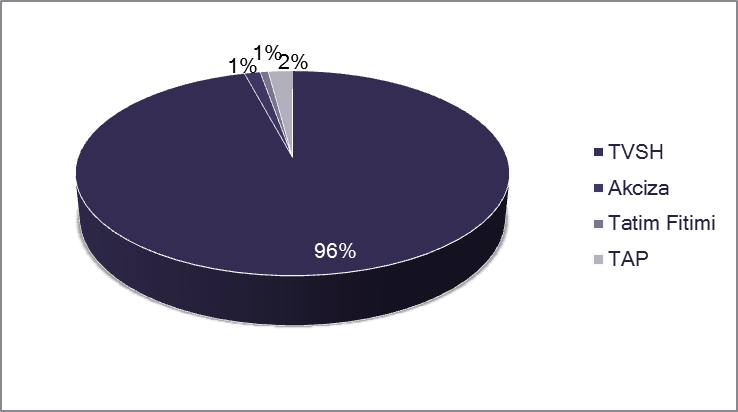 1%
1%
2%
96%
TVSH
Akciza
Tatim Fitimi
TAP